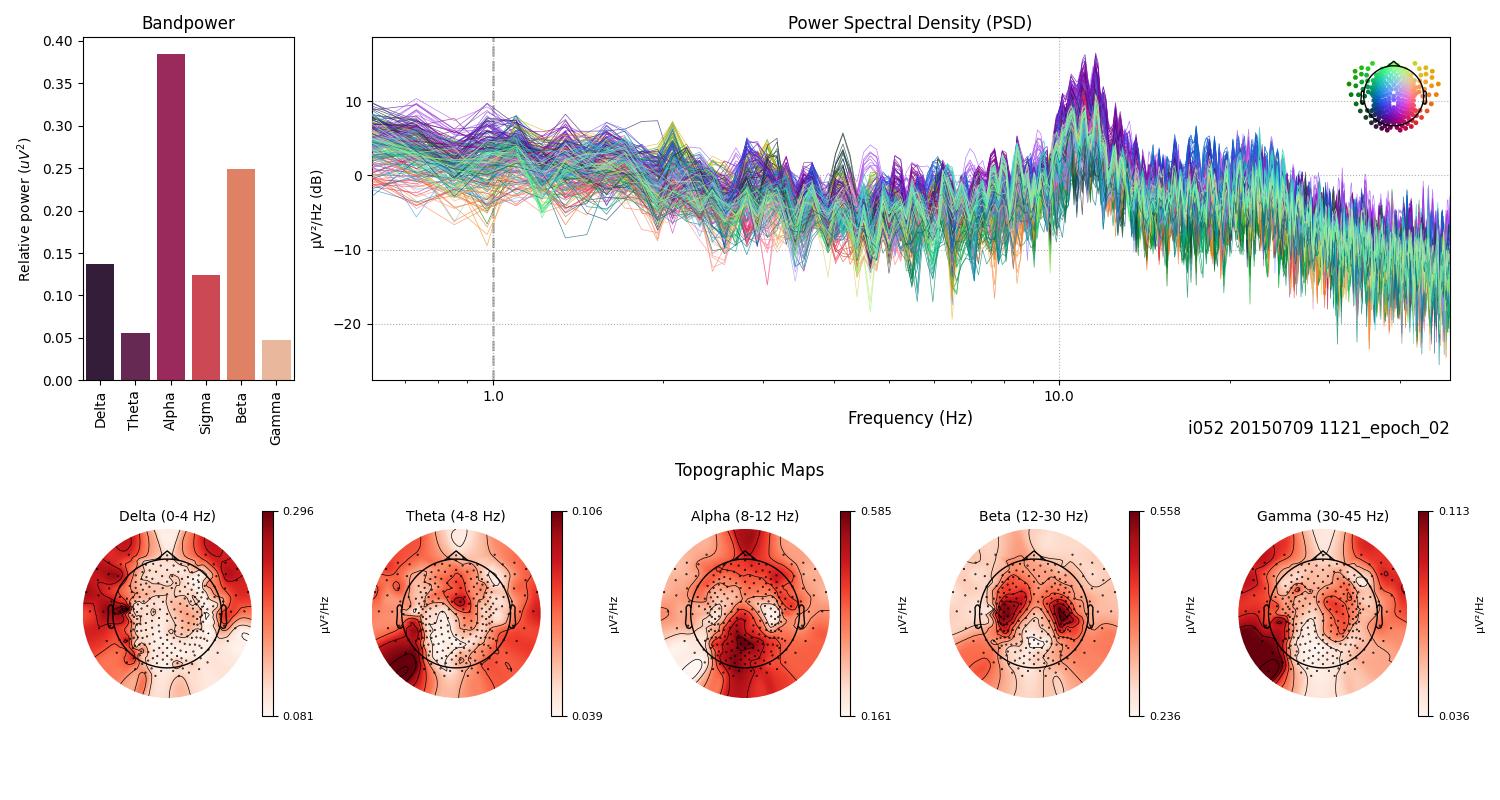 Bandpower
Power Spectral Density (PSD)
Relative power (uV²)
0.40
0.35
0.30
0.25
0.20
0.15
0.10
0.05
0.00
Delta
Theta
Alpha
Sigma
Beta
Gamma
µV²/Hz (dB)
10
0
−10
−20
1.0
10.0
Frequency (Hz)
i052 20150709 1121_epoch_02
Topographic Maps
Delta (0-4 Hz)
0.296
0.081
µV²/Hz
Theta (4-8 Hz)
0.106
0.039
µV²/Hz
Alpha (8-12 Hz)
0.585
0.161
µV²/Hz
Beta (12-30 Hz)
0.558
0.236
µV²/Hz
Gamma (30-45 Hz)
0.113
0.036
µV²/Hz